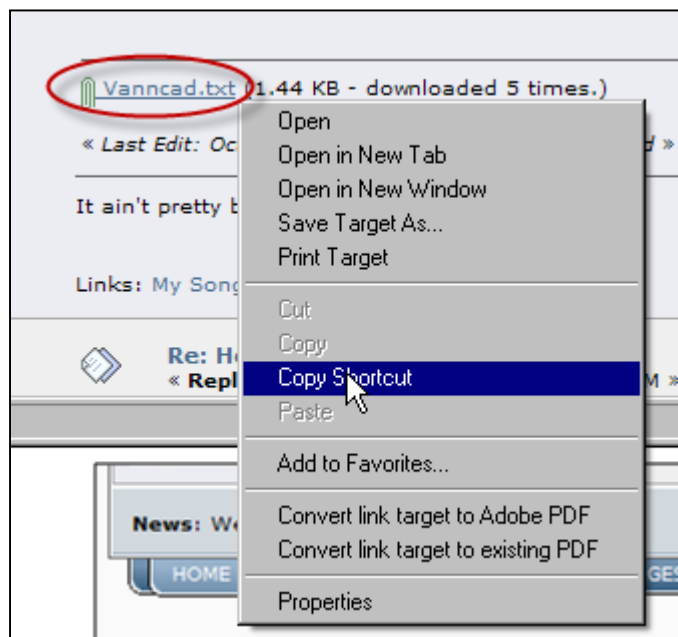 Vanncad.txt (1.44 KB - downloaded 5 times.)
Open
« Last Edit: Oc d »
Open in New Tab
Open in New Window
It ain't pretty b
Save Target As...
Print Target
Links: My Song
Cut
Copy
Re: H
Copy Shortcut
« Repl M »
Paste
Add to Favorites...
News: We
Convert link target to Adobe PDF
Convert link target to existing PDF
HOME GES
Properties